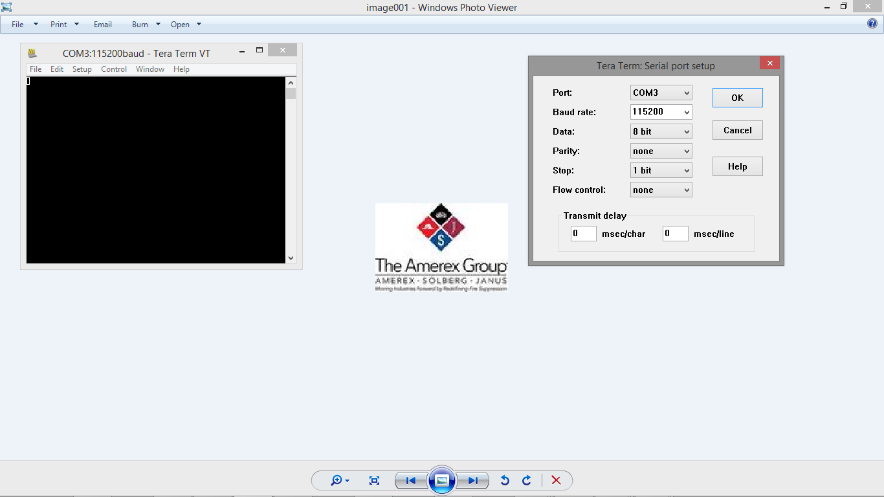 image001 - Windows Photo Viewer
File Print Email Burn Open
COM3:115200baud - Tera Term VT
File Edit Setup Control Window Help
Tera Term: Serial port setup
Port: COM3
OK
Baud rate: 115200
Data: 8 bit
Cancel
Parity: none
Stop: 1 bit
Help
Flow control: none
Transmit delay
0 msec/char 0 msec/line
A J
S
The Amerex Group
AMEREX · SOLBERG · JANUS
Moving Industries Forward by Redefining Fire Suppression